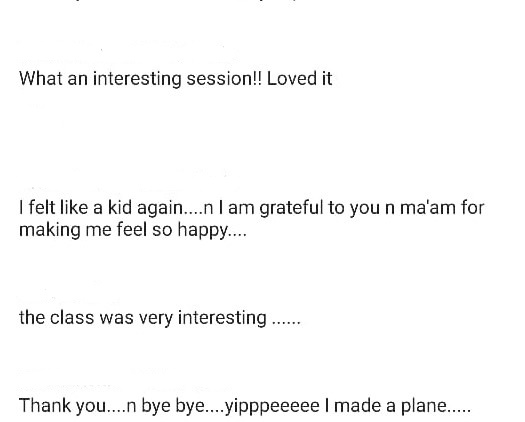 What an interesting session!! Loved it
I felt like a kid again....n I am grateful to you n ma'am for
making me feel so happy....
the class was very interesting ......
Thank you....n bye bye....yipppeeeee I made a plane.....